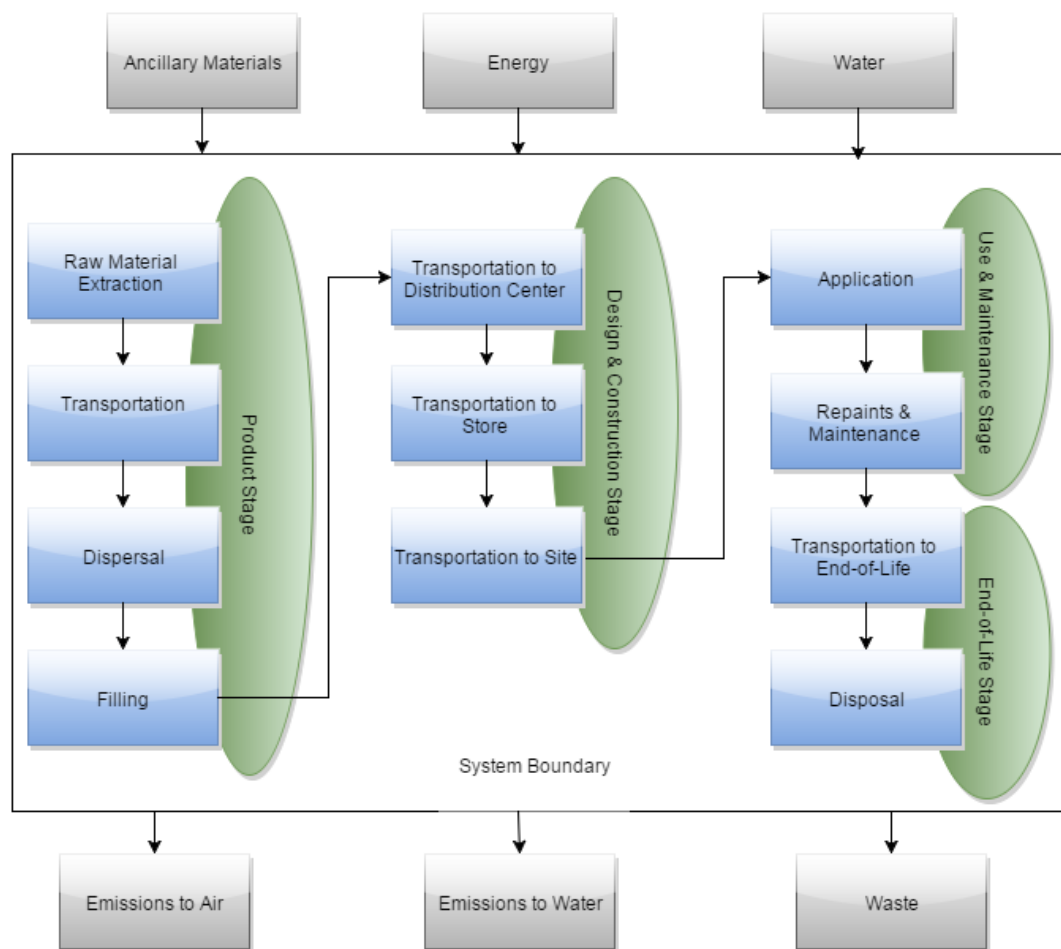 Ancillary Materials
Energy
Water
Raw Material
Extraction
Transportation
Dispersal
Filling
Product Stage
Transportation to
Distribution Center
Transportation to
Store
Transportation to Site
Design & Construction Stage
Application
Repaints &
Maintenance
Use & Maintenance Stage
Transportation to
End-of-Life
Disposal
End-of-Life Stage
System Boundary
Emissions to Air
Emissions to Water
Waste